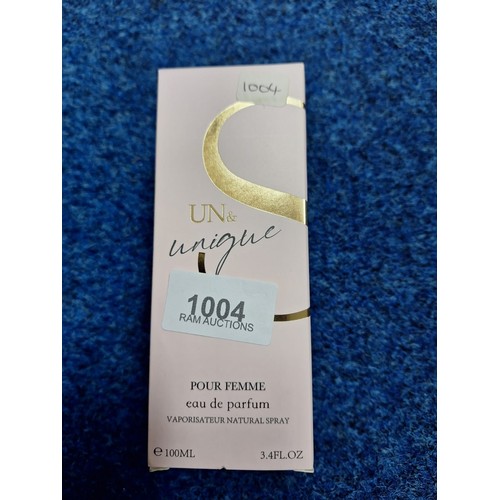 1004
UN&
unique
1004
RAM AUCTIONS
POUR FEMME
eau de parfum
VAPORISATEUR NATURAL SPRAY
e 100ML 3.4FL.OZ